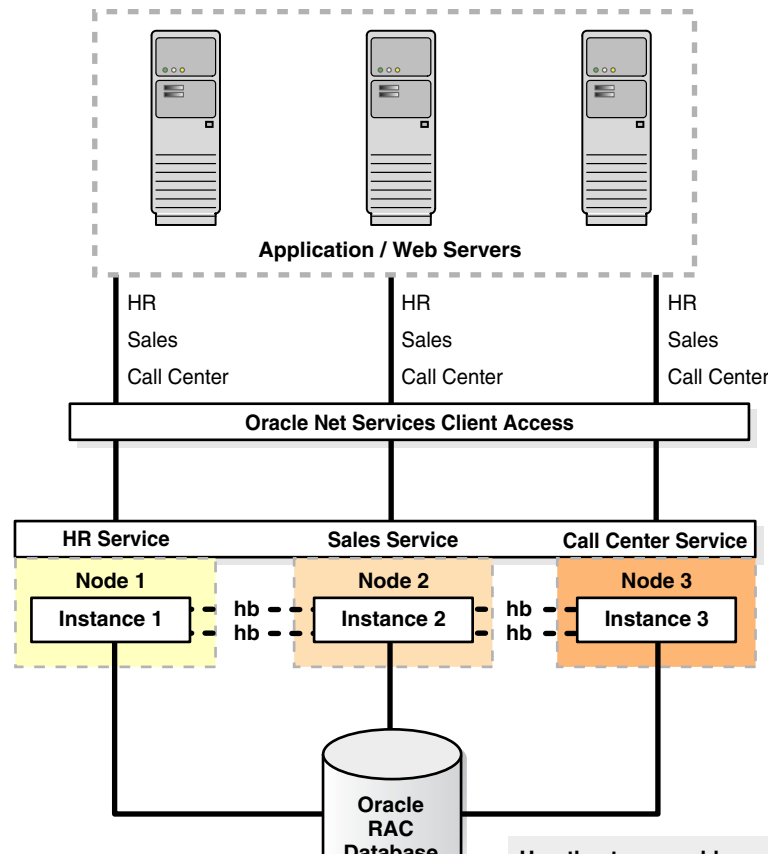 Application / Web Servers
HR
Sales
Call Center
HR
Sales
Call Center
HR
Sales
Call Center
Oracle Net Services Client Access
HR Service
Sales Service
Call Center Service
Node 1
Node 2
Node 3
Instance 1
hb
hb
Instance 2
hb
hb
Instance 3
Oracle
RAC
Database